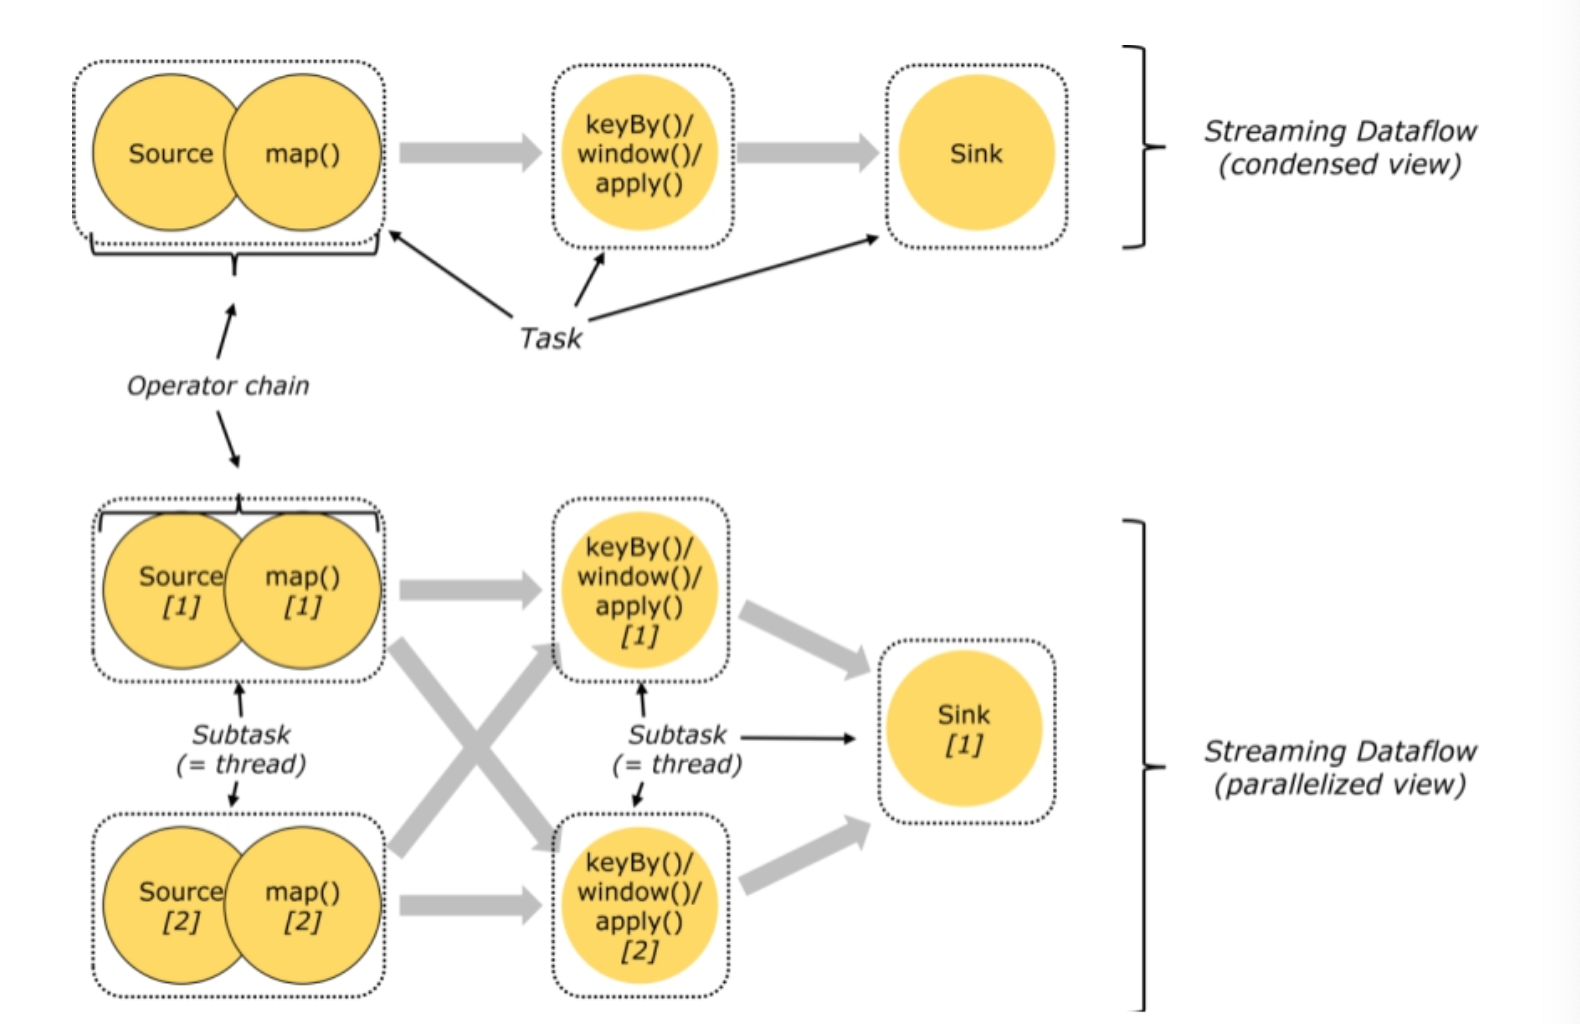 Source
map()
keyBy()/
window()/
apply()
Sink
Streaming Dataflow
(condensed view)
Task
Operator chain
Source
[1]
map()
[1]
keyBy()/
window()/
apply()
[1]
Subtask
(= thread)
Subtask
(= thread)
Sink
[1]
Streaming Dataflow
(parallelized view)
Source
[2]
map()
[2]
keyBy()/
window()/
apply()
[2]